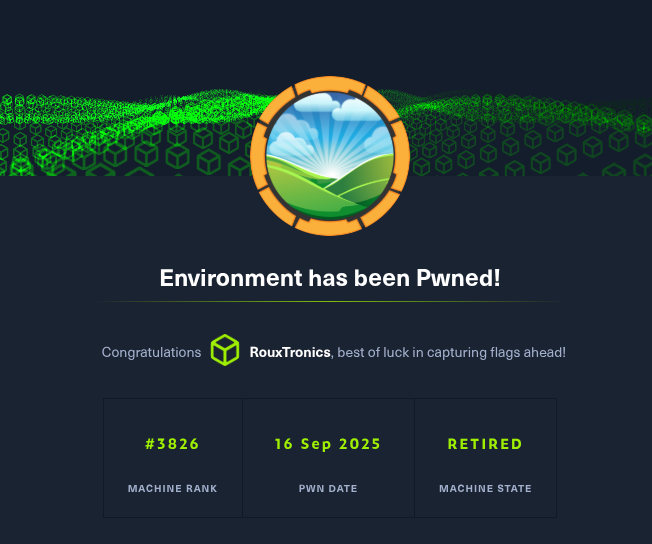 Environment has been Pwned!
Congratulations RouxTronics, best of luck in capturing flags ahead!
#3826 16 Sep 2025 RETIRED
MACHINE RANK PWN DATE MACHINE STATE